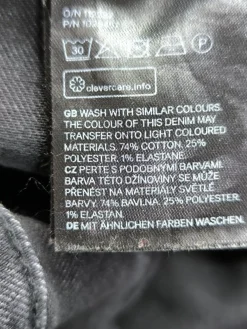 O/N
P/N
30
P
clevercare.info
GB WASH WITH SIMILAR COLOURS.
THE COLOUR OF THIS DENIM MAY
TRANSFER ONTO LIGHT COLOURED
MATERIALS. 74% COTTON. 25%
POLYESTER. 1% ELASTANE.
CZ PERTE S PODOBNÝMI BARVAMI.
BARVA TÉTO DŽÍNOVINY SE MŮŽE
PŘENÉST NA MATERIÁLY SVĚTLÉ
BARVY. 74% BAVLNA. 25% POLYESTER.
1% ELASTAN.
DE MIT ÄHNLICHEN FARBEN WASCHEN.